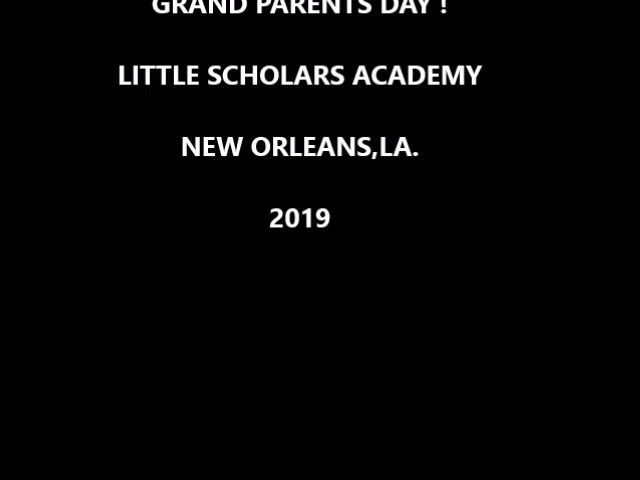 GRAND PARENTS DAY !
LITTLE SCHOLARS ACADEMY
NEW ORLEANS,LA.
2019